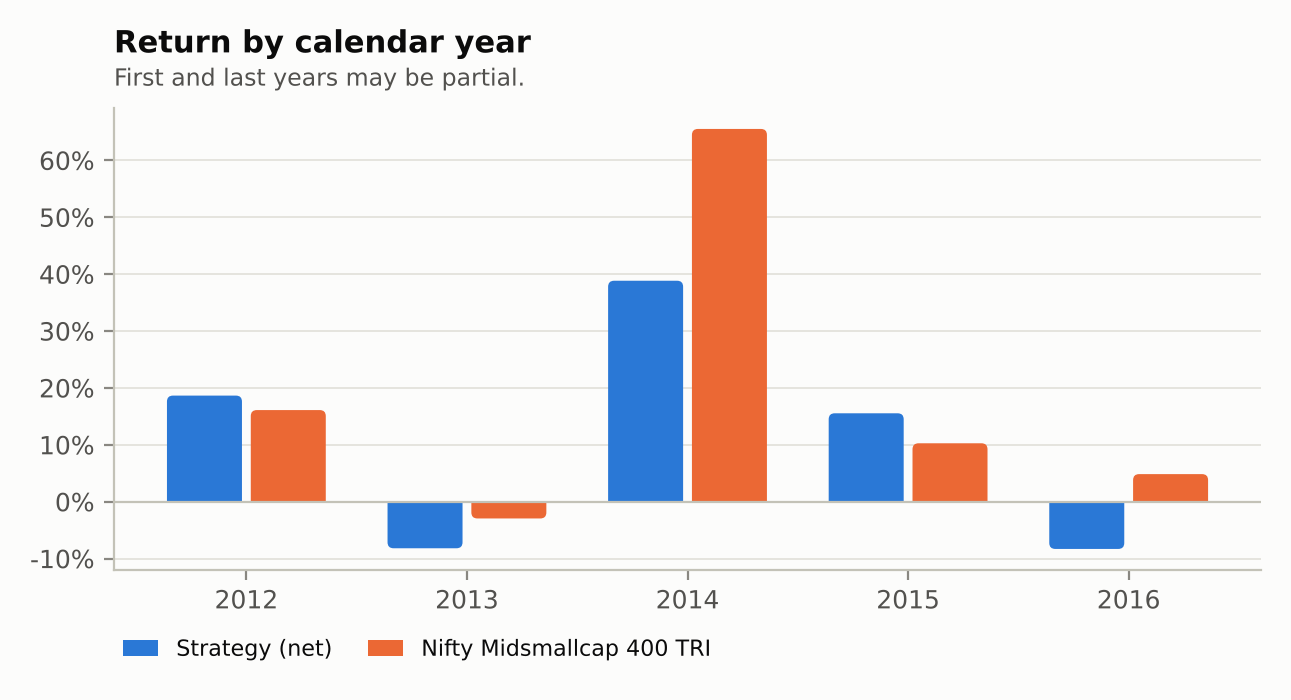 Return by calendar year
First and last years may be partial.
60%
50%
40%
30%
20%
10%
0%
-10%
2012 2013 2014 2015 2016
Strategy (net) Nifty Midsmallcap 400 TRI